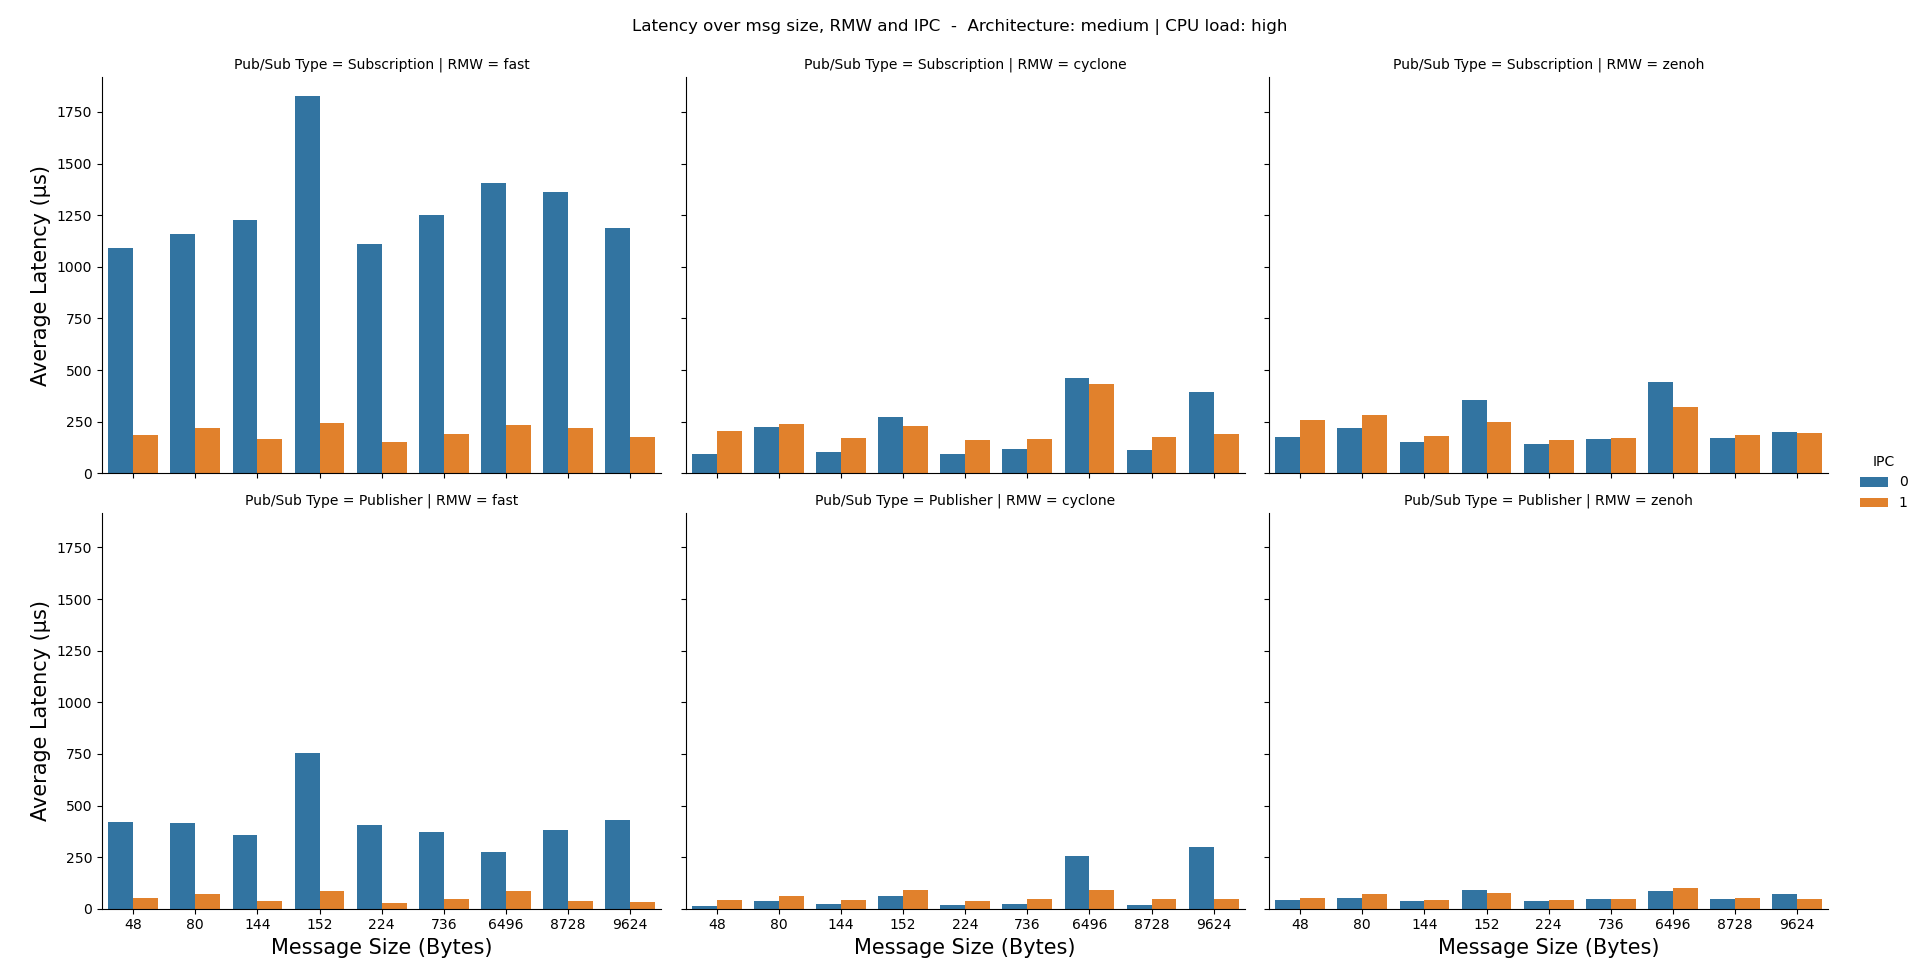 Latency over msg size, RMW and IPC  -  Architecture: medium | CPU load: high
Pub/Sub Type = Subscription | RMW = fast
Pub/Sub Type = Subscription | RMW = cyclone
Pub/Sub Type = Subscription | RMW = zenoh
Average Latency (µs)
1750
1500
1250
1000
750
500
250
0
IPC
0
1
Pub/Sub Type = Publisher | RMW = fast
Pub/Sub Type = Publisher | RMW = cyclone
Pub/Sub Type = Publisher | RMW = zenoh
Average Latency (µs)
1750
1500
1250
1000
750
500
250
0
48 80 144 152 224 736 6496 8728 9624
48 80 144 152 224 736 6496 8728 9624
48 80 144 152 224 736 6496 8728 9624
Message Size (Bytes)
Message Size (Bytes)
Message Size (Bytes)